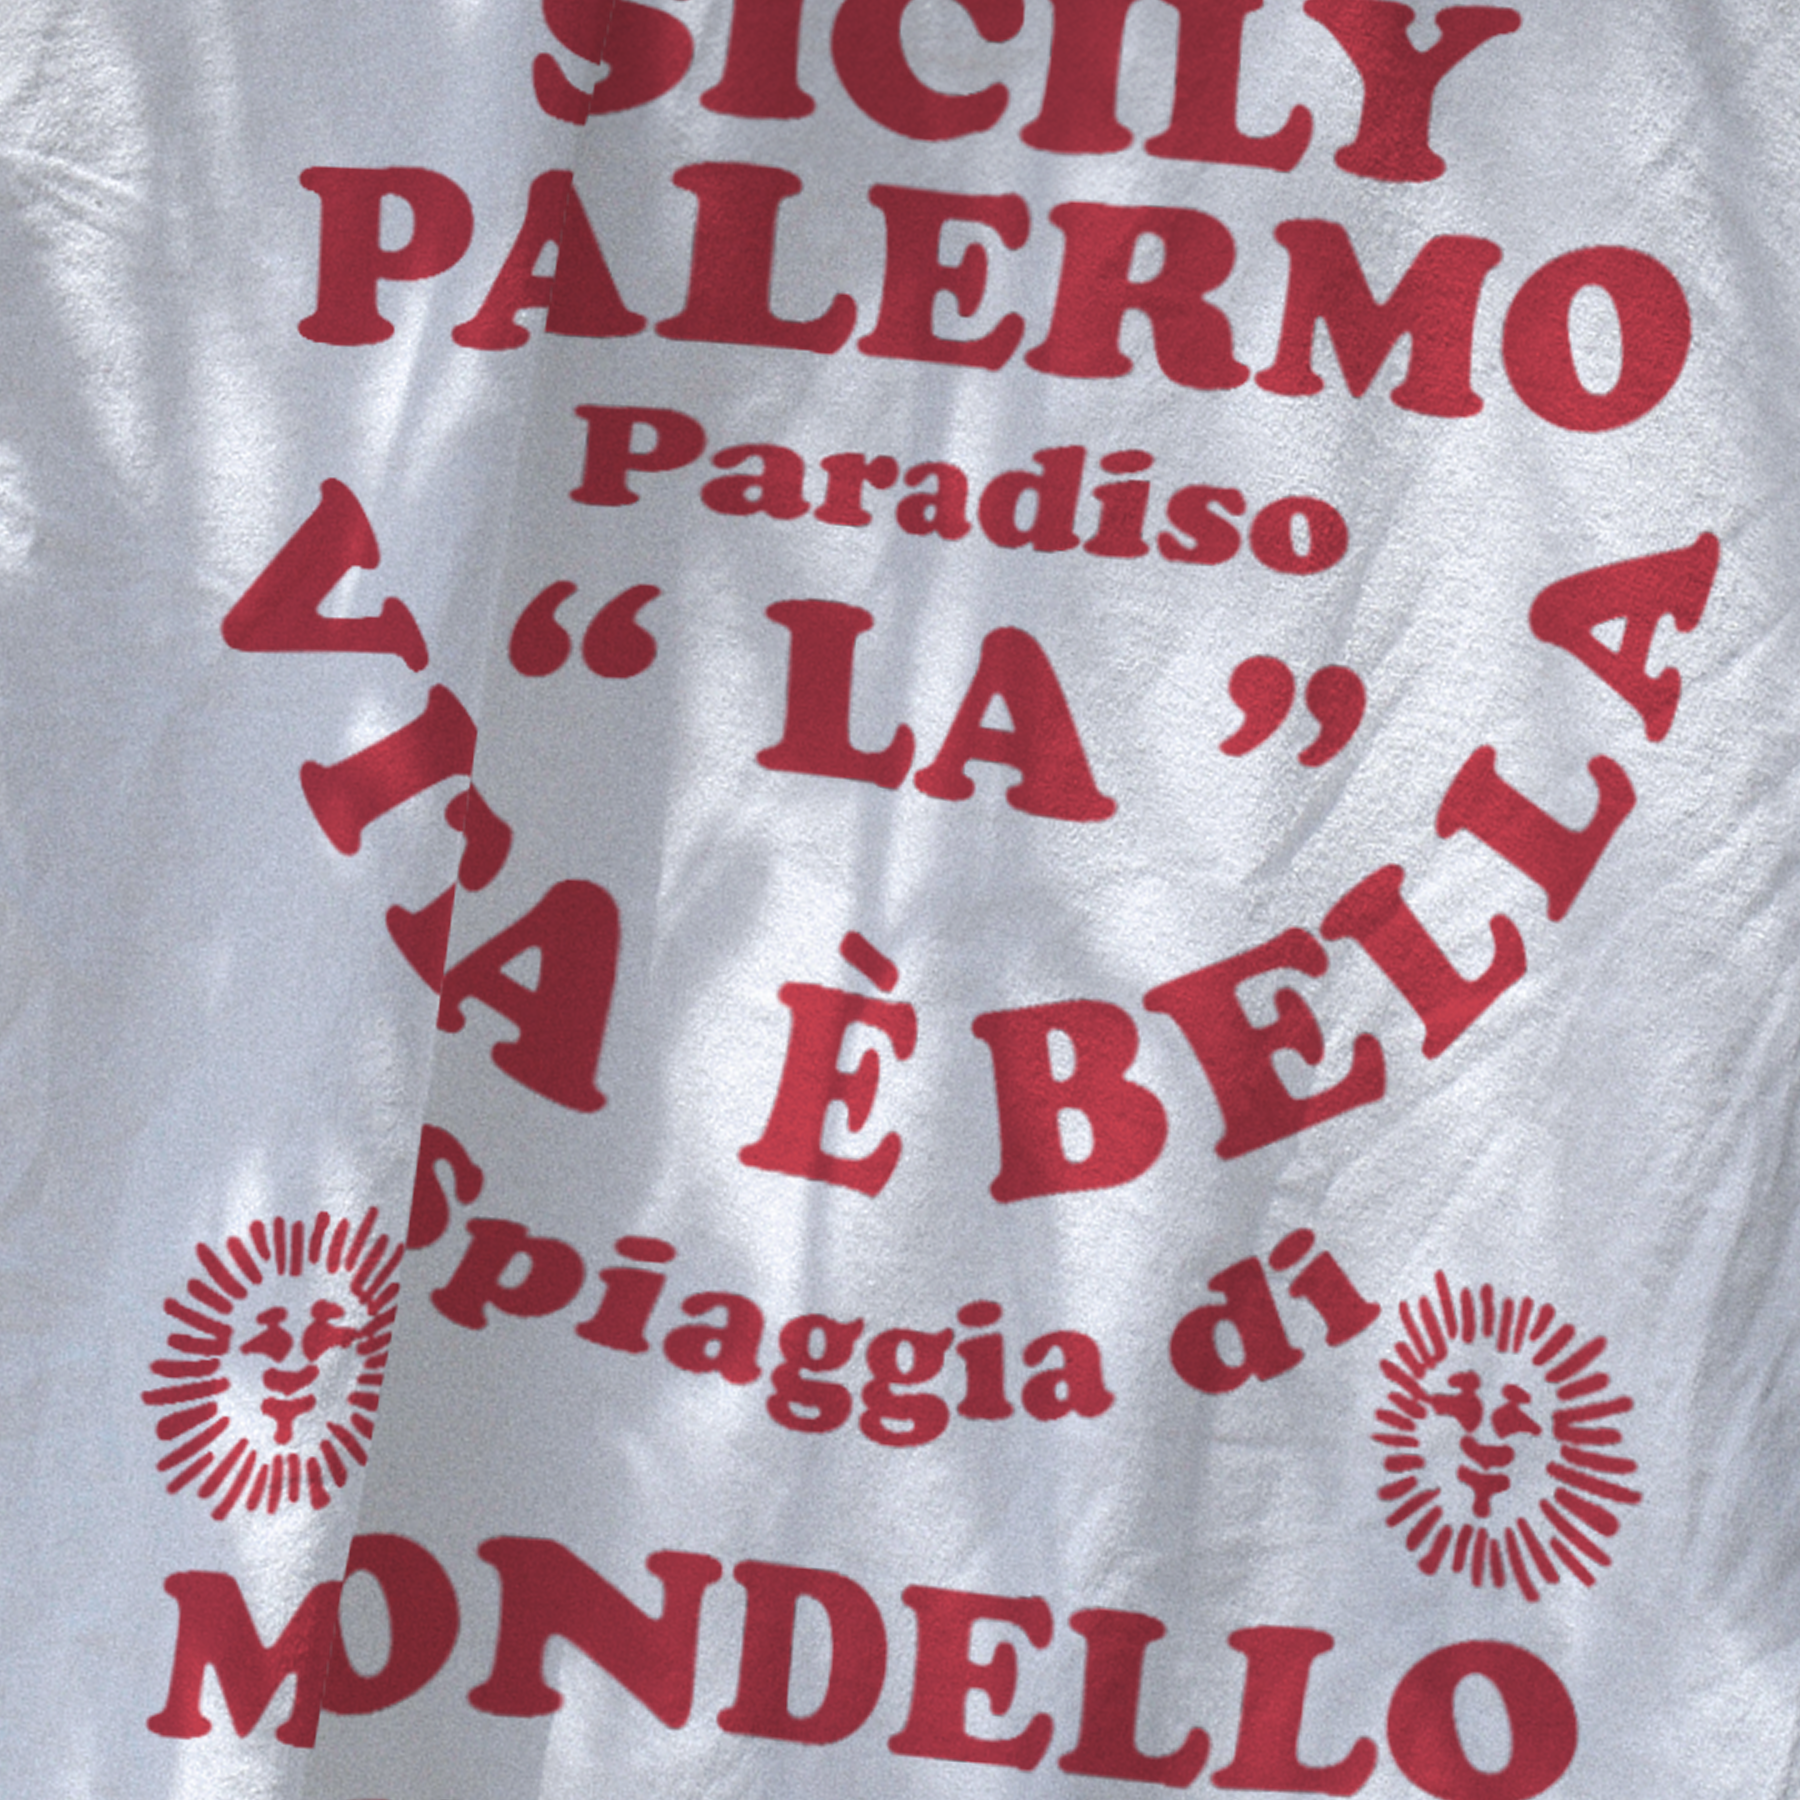 SICILY
PALERMO
Paradiso
“ LA ”
VITA È BELLA
Spiaggia di
MONDELLO